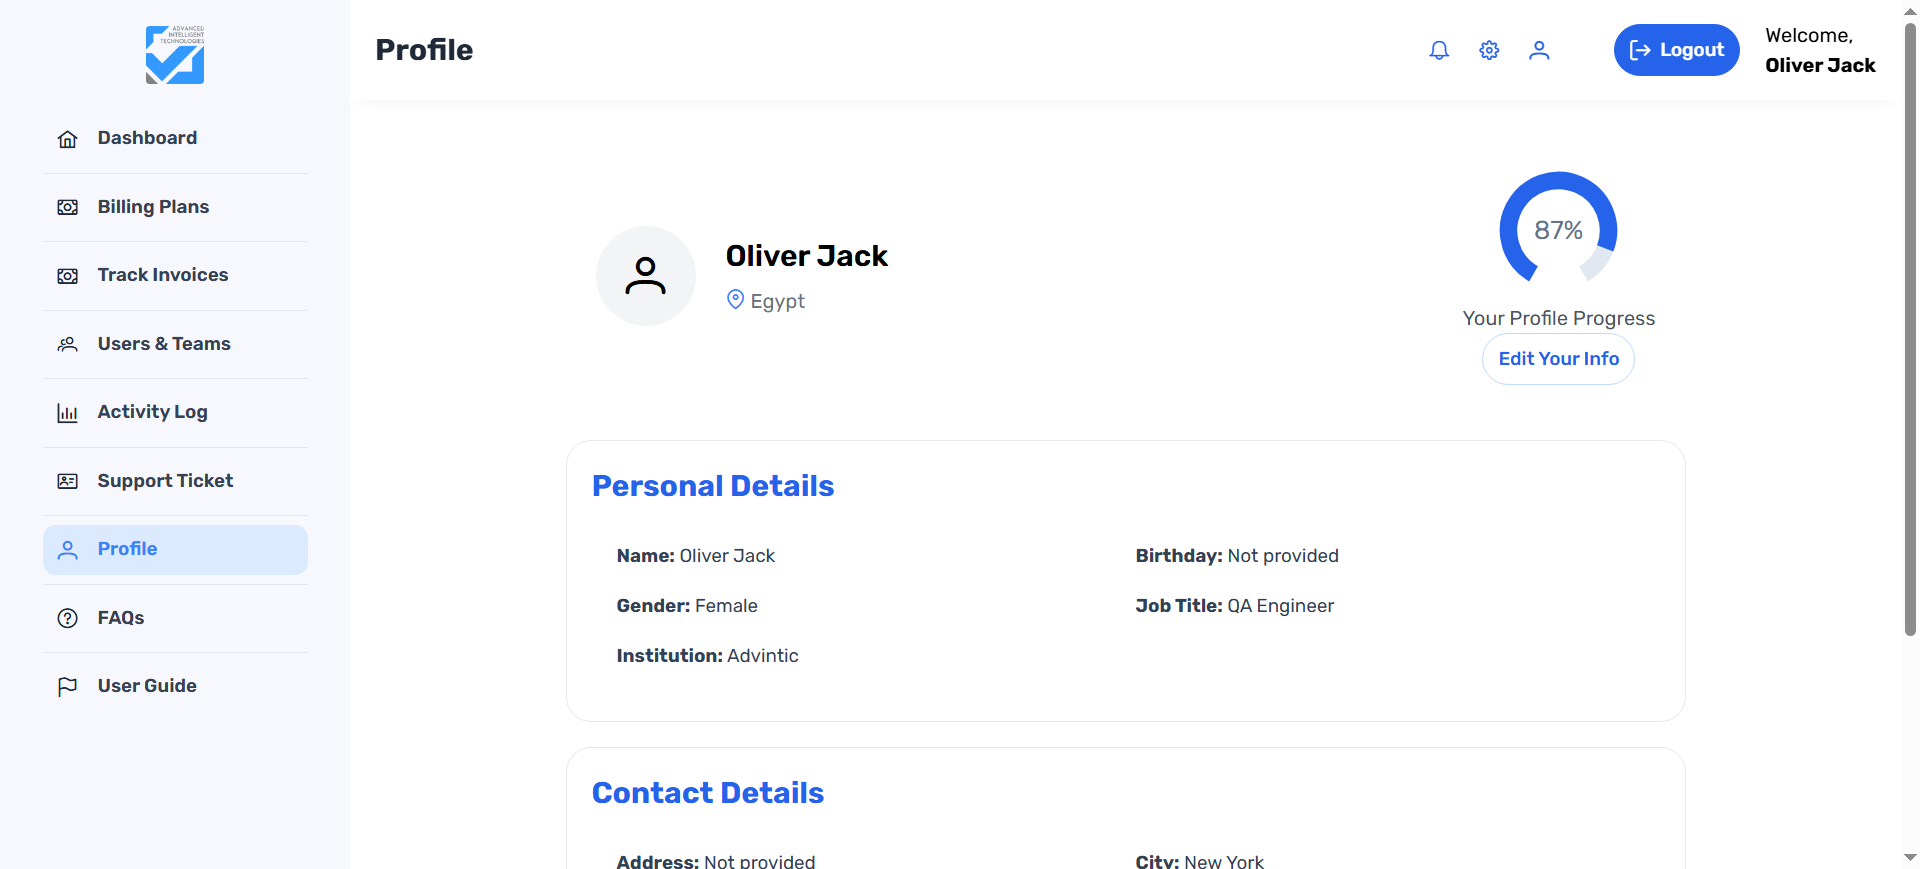 ADVANCED
INTELLIGENT
TECHNOLOGIES
Dashboard
Billing Plans
Track Invoices
Users & Teams
Activity Log
Support Ticket
Profile
FAQs
User Guide
Profile
Logout
Welcome,
Oliver Jack
Oliver Jack
Egypt
87%
Your Profile Progress
Edit Your Info
Personal Details
Name: Oliver Jack
Birthday: Not provided
Gender: Female
Job Title: QA Engineer
Institution: Advintic
Contact Details
Address: Not provided
City: New York